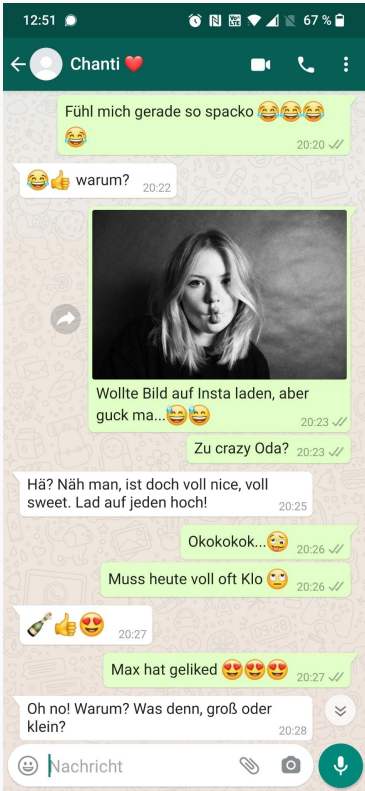 12:51 67 %
Chanti ❤️
Fühl mich gerade so spacko 😂😂😂
😂
20:20
😂👍 warum? 20:22
Wollte Bild auf Insta laden, aber
guck ma...😅😅
20:23
Zu crazy Oda? 20:23
Hä? Näh man, ist doch voll nice, voll
sweet. Lad auf jeden hoch!
20:25
Okokokok...😳 20:26
Muss heute voll oft Klo 🙄 20:26
🍾👍😍 20:27
Max hat geliked 😍😍😍 20:27
Oh no! Warum? Was denn, groß oder
klein?
20:28
Nachricht